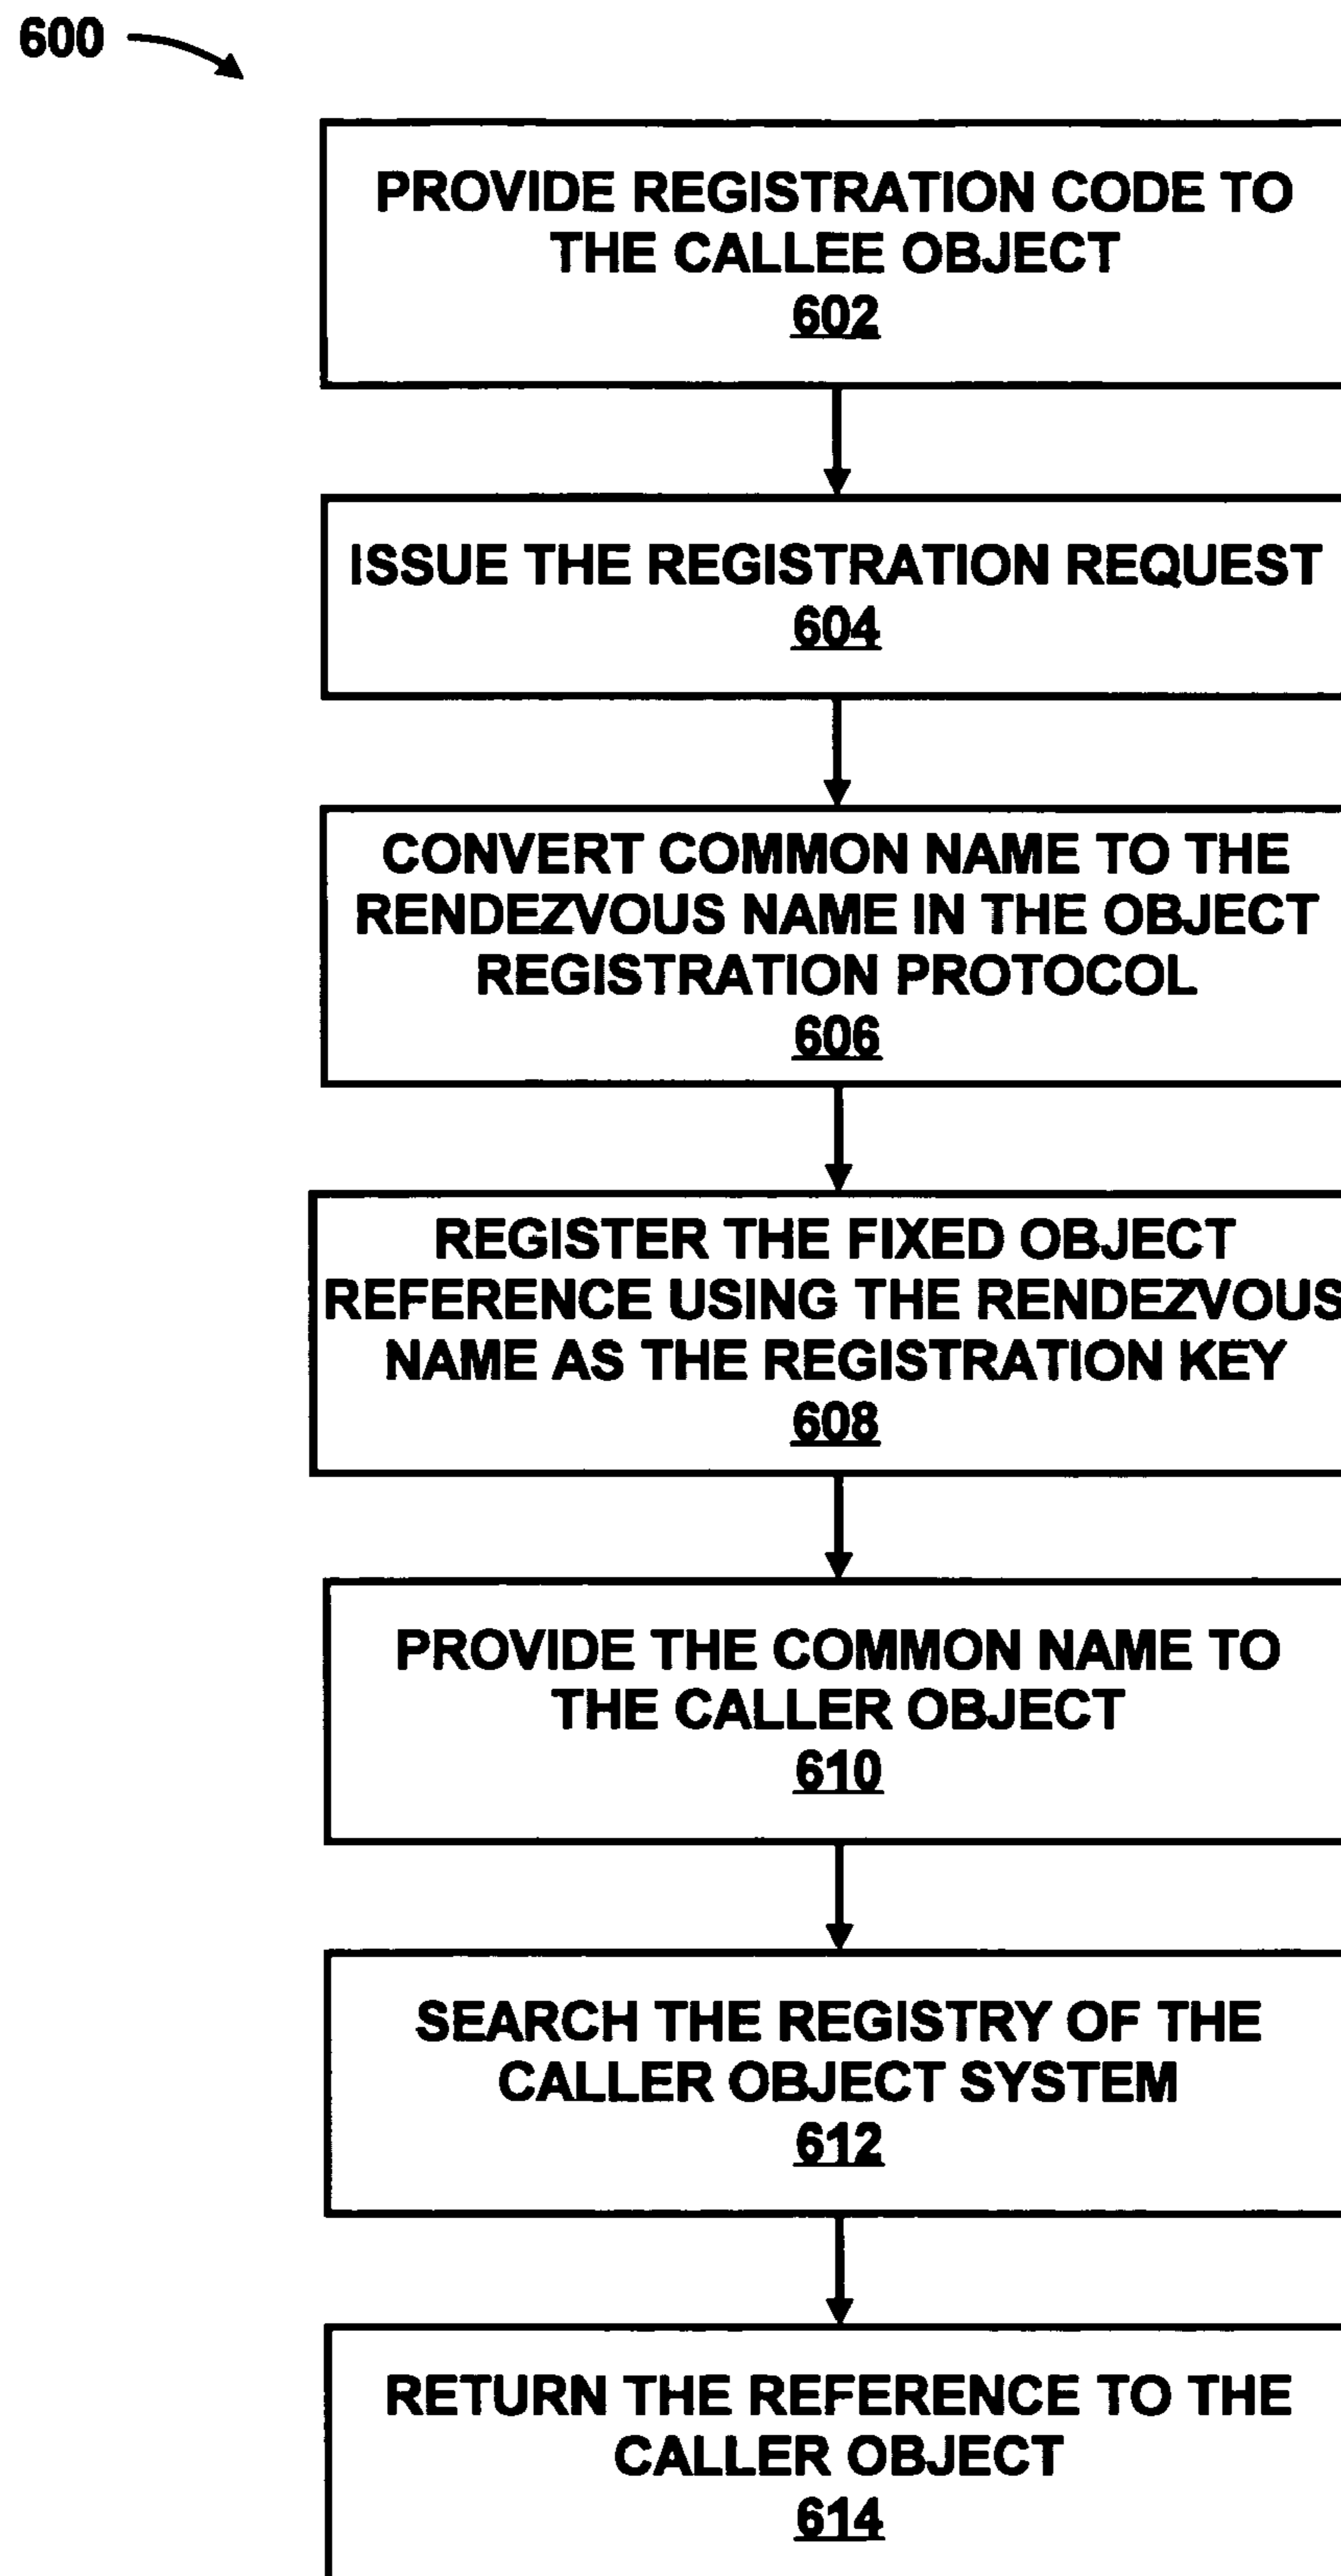 600
PROVIDE REGISTRATION CODE TO
THE CALLEE OBJECT
602
ISSUE THE REGISTRATION REQUEST
604
CONVERT COMMON NAME TO THE
RENDEZVOUS NAME IN THE OBJECT
REGISTRATION PROTOCOL
606
REGISTER THE FIXED OBJECT
REFERENCE USING THE RENDEZVOUS
NAME AS THE REGISTRATION KEY
608
PROVIDE THE COMMON NAME TO
THE CALLER OBJECT
610
SEARCH THE REGISTRY OF THE
CALLER OBJECT SYSTEM
612
RETURN THE REFERENCE TO THE
CALLER OBJECT
614